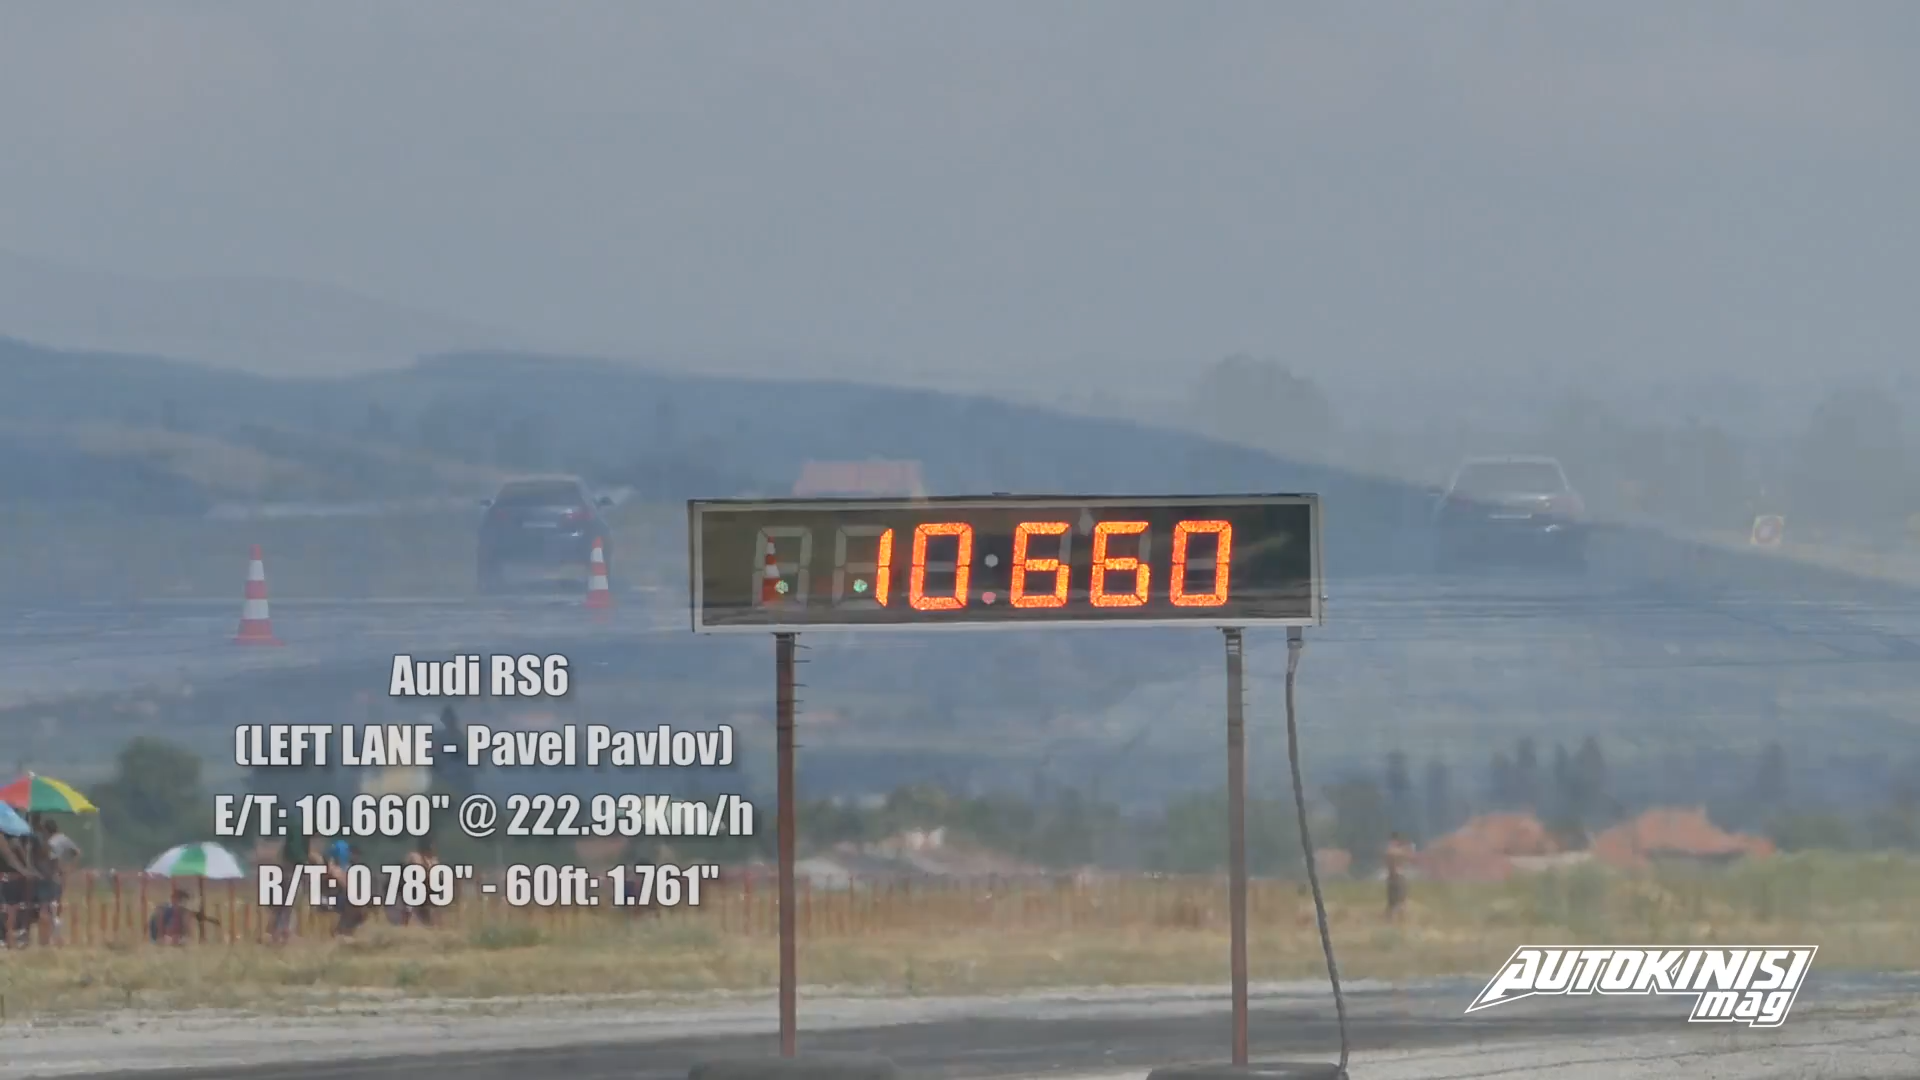 10:660
Audi RS6
(LEFT LANE - Pavel Pavlov)
E/T: 10.660" @ 222.93Km/h
R/T: 0.789" - 60ft: 1.761"
AUTOKINISI
mag